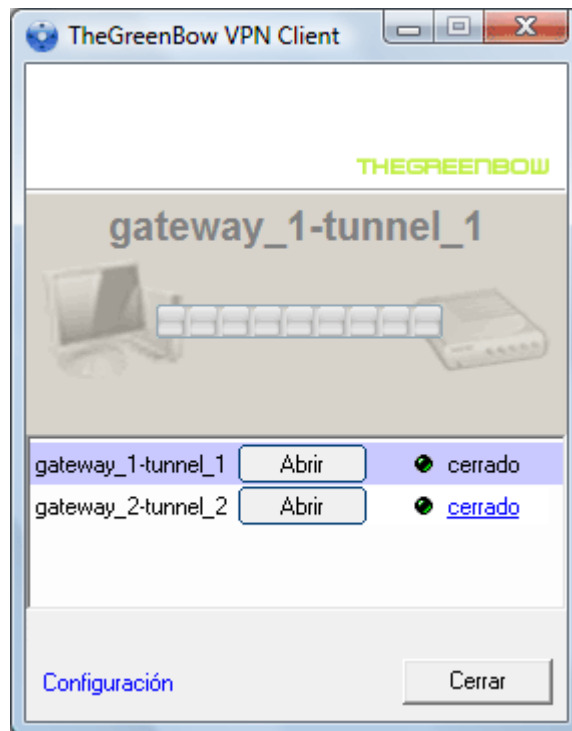 TheGreenBow VPN Client
THEGREENBOW
gateway_1-tunnel_1
gateway_1-tunnel_1 Abrir cerrado
gateway_2-tunnel_2 Abrir cerrado
Configuración Cerrar